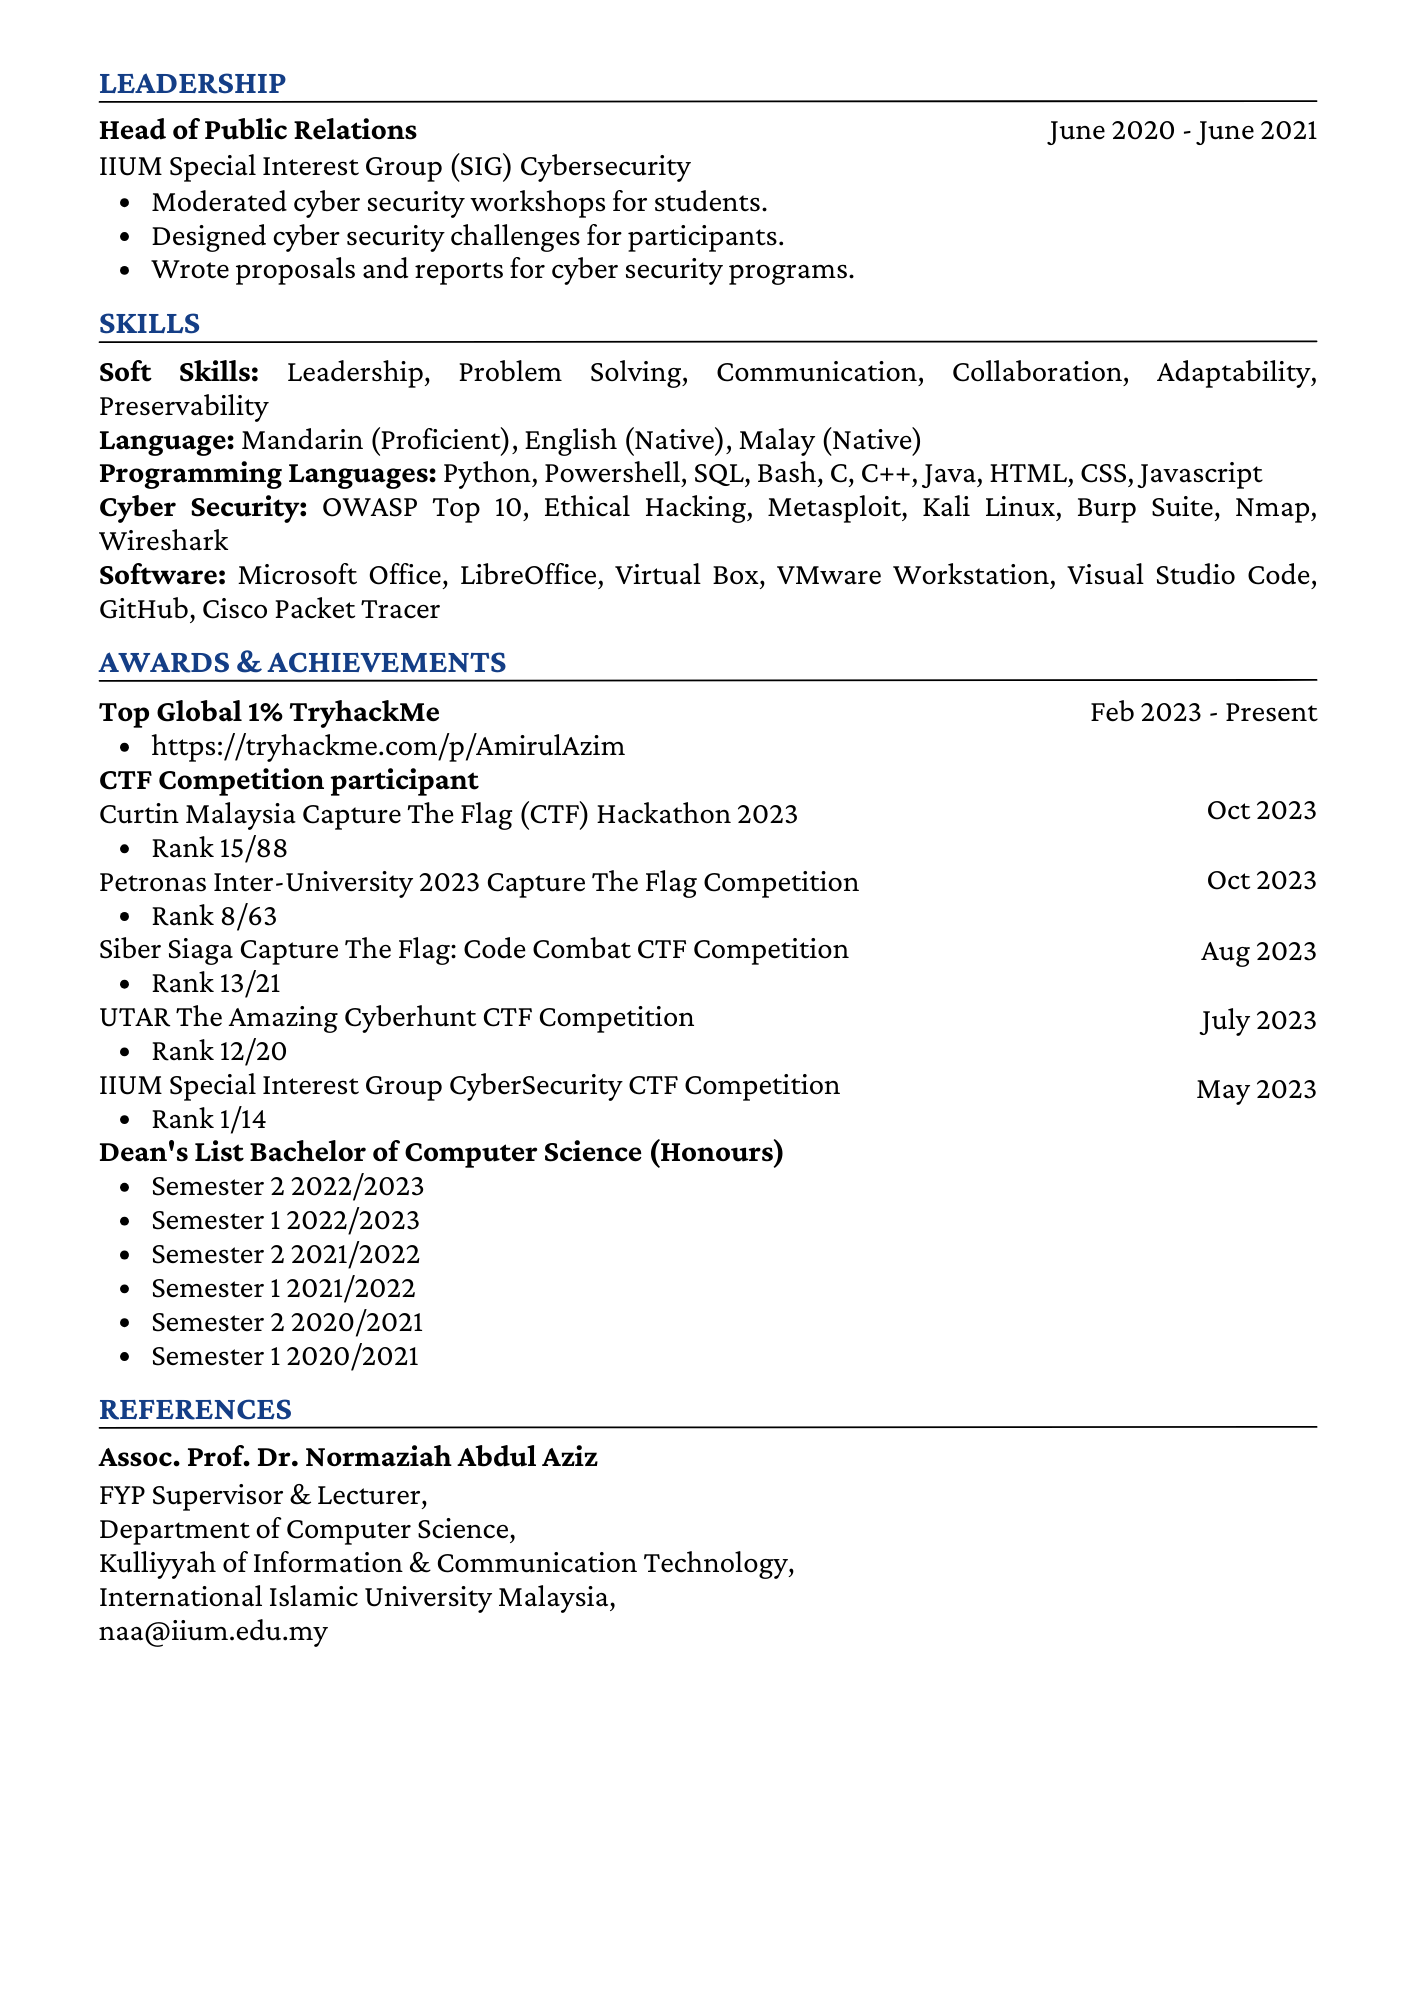 LEADERSHIP
Head of Public Relations June 2020 - June 2021
IIUM Special Interest Group (SIG) Cybersecurity
• Moderated cyber security workshops for students.
• Designed cyber security challenges for participants.
• Wrote proposals and reports for cyber security programs.
SKILLS
Soft Skills: Leadership, Problem Solving, Communication, Collaboration, Adaptability,
Preservability
Language: Mandarin (Proficient), English (Native), Malay (Native)
Programming Languages: Python, Powershell, SQL, Bash, C, C++, Java, HTML, CSS, Javascript
Cyber Security: OWASP Top 10, Ethical Hacking, Metasploit, Kali Linux, Burp Suite, Nmap,
Wireshark
Software: Microsoft Office, LibreOffice, Virtual Box, VMware Workstation, Visual Studio Code,
GitHub, Cisco Packet Tracer
AWARDS & ACHIEVEMENTS
Top Global 1% TryhackMe Feb 2023 - Present
• https://tryhackme.com/p/AmirulAzim
CTF Competition participant
Curtin Malaysia Capture The Flag (CTF) Hackathon 2023 Oct 2023
• Rank 15/88
Petronas Inter-University 2023 Capture The Flag Competition Oct 2023
• Rank 8/63
Siber Siaga Capture The Flag: Code Combat CTF Competition Aug 2023
• Rank 13/21
UTAR The Amazing Cyberhunt CTF Competition July 2023
• Rank 12/20
IIUM Special Interest Group CyberSecurity CTF Competition May 2023
• Rank 1/14
Dean's List Bachelor of Computer Science (Honours)
• Semester 2 2022/2023
• Semester 1 2022/2023
• Semester 2 2021/2022
• Semester 1 2021/2022
• Semester 2 2020/2021
• Semester 1 2020/2021
REFERENCES
Assoc. Prof. Dr. Normaziah Abdul Aziz
FYP Supervisor & Lecturer,
Department of Computer Science,
Kulliyyah of Information & Communication Technology,
International Islamic University Malaysia,
naa@iium.edu.my